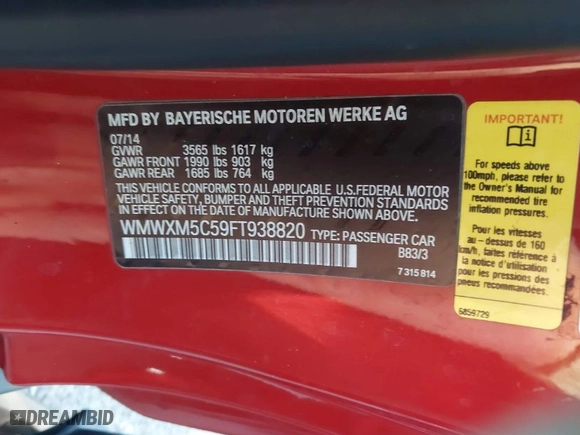 MFD BY BAYERISCHE MOTOREN WERKE AG
07/14
GVWR 3565 lbs 1617 kg
GAWR FRONT 1990 lbs 903 kg
GAWR REAR 1685 lbs 764 kg
THIS VEHICLE CONFORMS TO ALL APPLICABLE U.S.FEDERAL MOTOR
VEHICLE SAFETY, BUMPER, AND THEFT PREVENTION STANDARDS
IN EFFECT ON THE DATE OF MANUFACTURE SHOWN ABOVE.
WMWXM5C59FT938820 TYPE: PASSENGER CAR
B83/3
7 315 814
IMPORTANT!
For speeds above
100mph, please refer to
the Owner's Manual for
recommended tire
inflation pressures.
Pour les vitesses
au-dessus de 160
km/h, faites référence à
le manuel d'utilisation
pour les pressions des
pneus recommandées.
6859729
DREAMBID